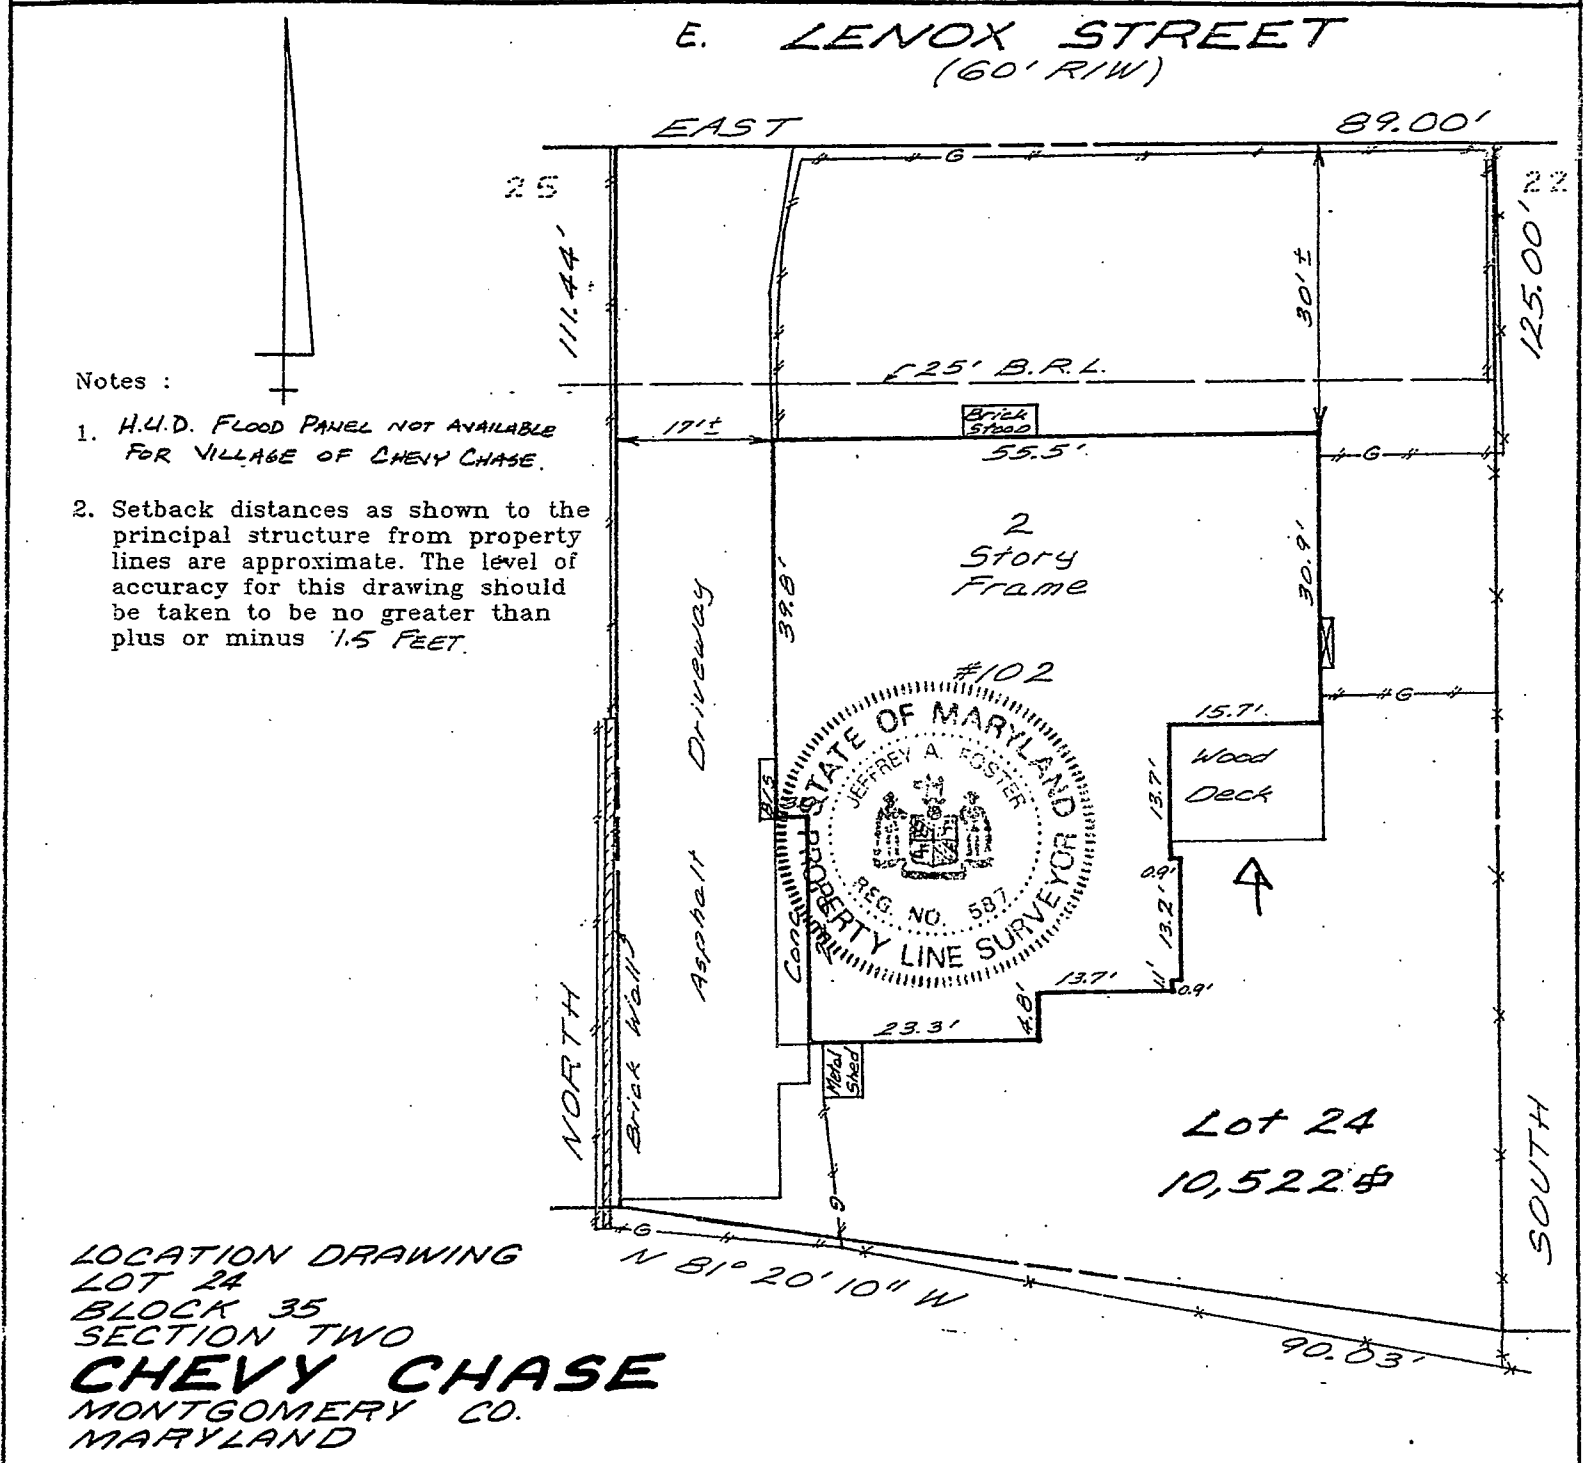 E. LENOX STREET
(60' R/W)
EAST
89.00'
25
22
111.44'
125.00'
30'±
25' B.R.L.
Notes :
1. H.U.D. FLOOD PANEL NOT AVAILABLE
FOR VILLAGE OF CHEVY CHASE.
2. Setback distances as shown to the
principal structure from property
lines are approximate. The level of
accuracy for this drawing should
be taken to be no greater than
plus or minus 1.5 FEET.
17'±
Brick
Stoop
55.5'
G
G
G
2
Story
Frame
#102
39.8'
30.9'
15.7'
Wood
Deck
13.7'
0.9'
13.2'
1.1'
0.9'
13.7'
4.8'
23.3'
Asphalt Driveway
B/S
Conc
STATE OF MARYLAND
JEFFREY A. FOSTER
REG. NO. 587
PROPERTY LINE SURVEYOR
Metal
Shed
Brick Wall
NORTH
SOUTH
Lot 24
10,522
G
G
N 81° 20' 10" W
90.03'
LOCATION DRAWING
LOT 24
BLOCK 35
SECTION TWO
CHEVY CHASE
MONTGOMERY CO.
MARYLAND